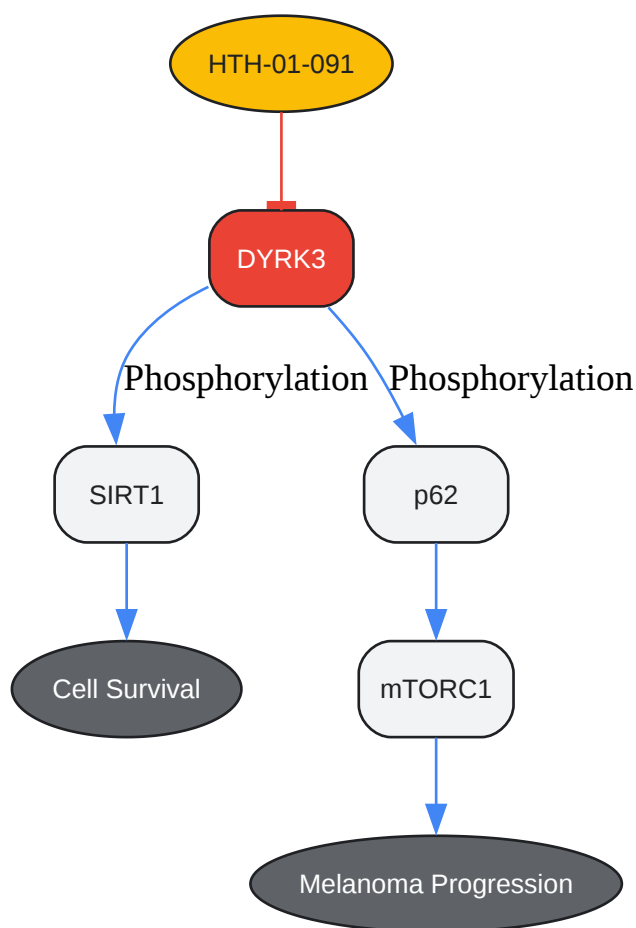 HTH-01-091
DYRK3
Phosphorylation Phosphorylation
SIRT1
p62
Cell Survival
mTORC1
Melanoma Progression